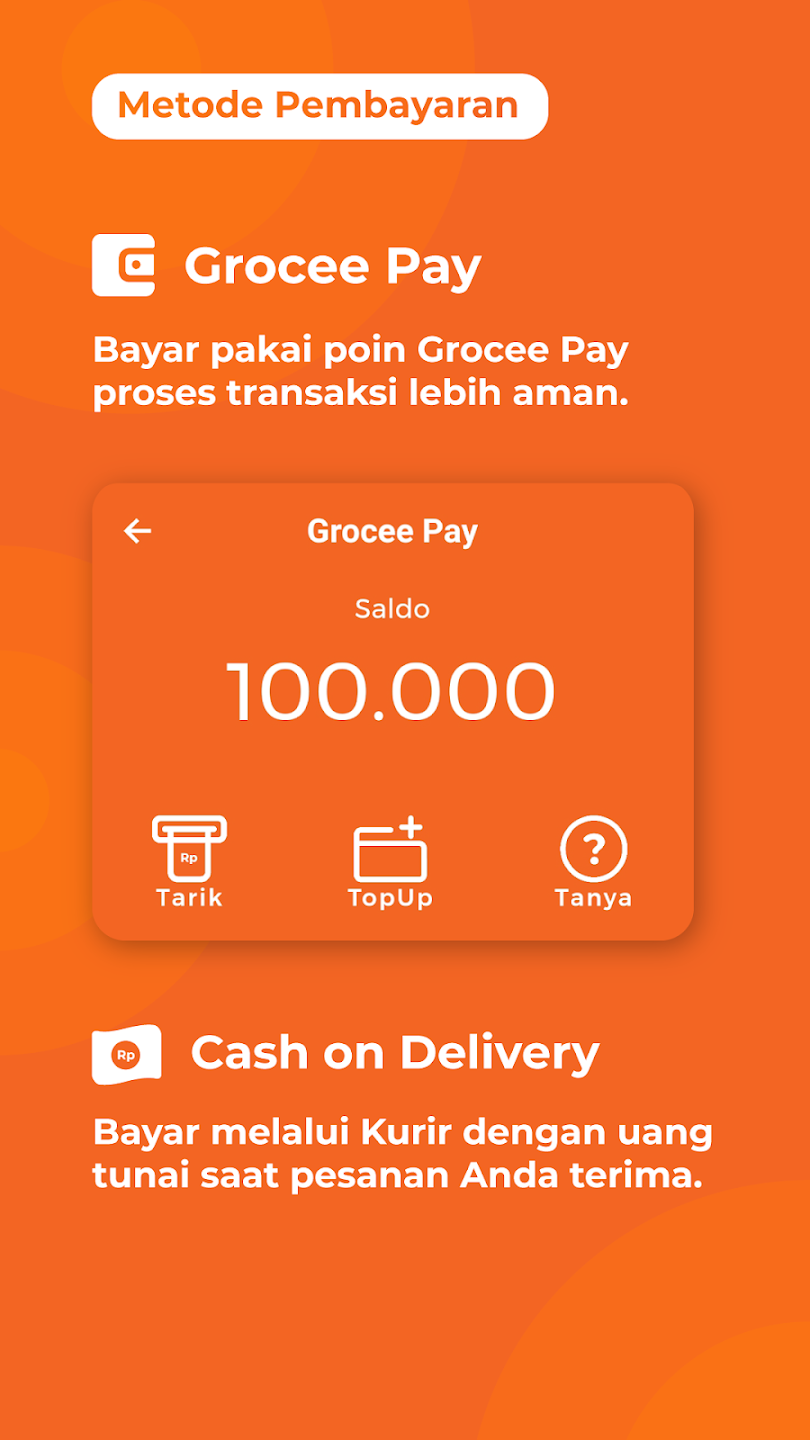 Metode Pembayaran
Grocee Pay
Bayar pakai poin Grocee Pay
proses transaksi lebih aman.
Grocee Pay
Saldo
100.000
Rp
Tarik
TopUp
?
Tanya
Rp
Cash on Delivery
Bayar melalui Kurir dengan uang
tunai saat pesanan Anda terima.